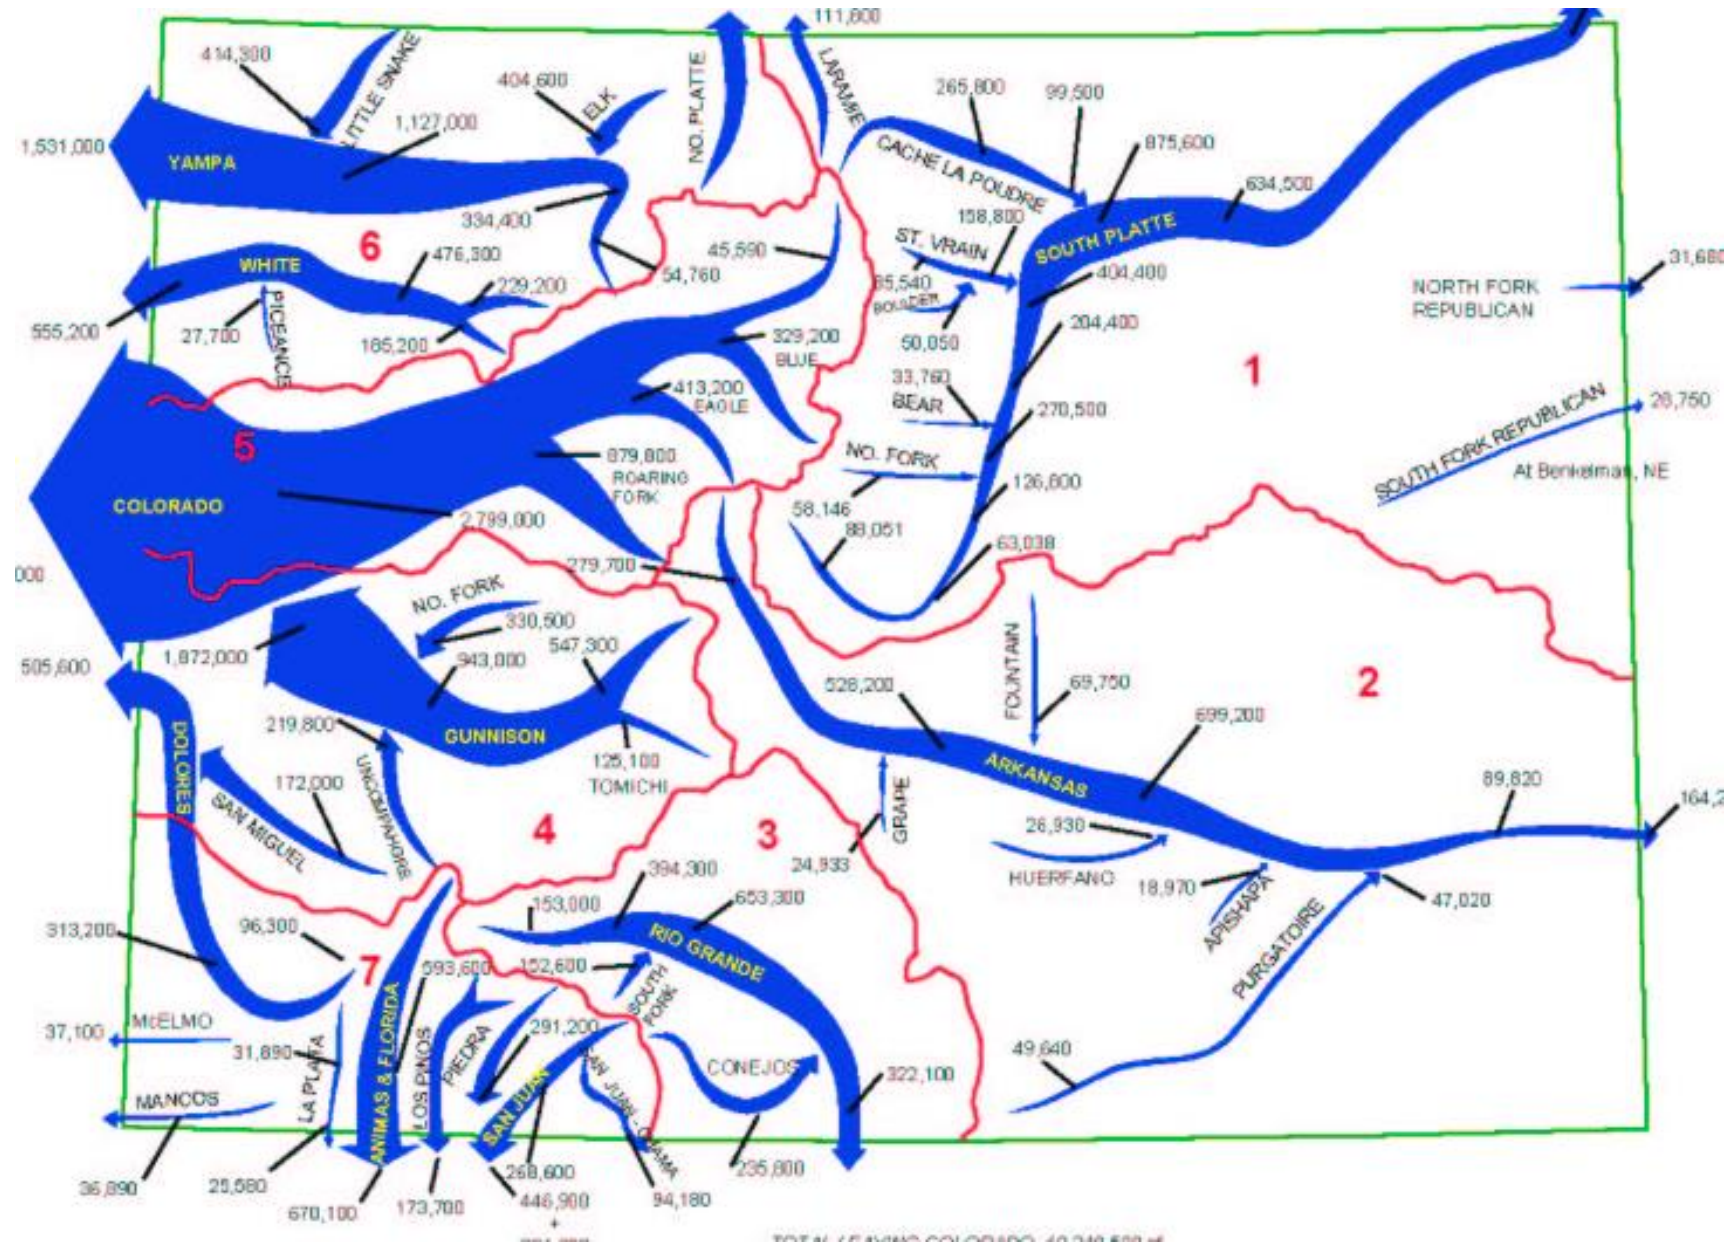 111,800
414,300
LITTLE SNAKE
404,600
ELK
NO. PLATTE
LARAMIE
265,800
99,500
1,127,000
875,600
1,531,000
YAMPA
CACHE LA POUDRE
334,400
158,800
634,500
6
45,590
ST. VRAIN
SOUTH PLATTE
476,300
54,760
404,400
31,680
WHITE
229,200
BOULDER
NORTH FORK
REPUBLICAN
555,200
27,700
PICEANCE
185,200
329,200
BLUE
50,050
204,400
1
413,200
EAGLE
33,760
BEAR
270,500
28,750
5
SOUTH FORK REPUBLICAN
879,800
ROARING
FORK
NO. FORK
At Benkelman, NE
COLORADO
2,799,000
58,146
126,800
88,051
63,038
000
279,700
NO. FORK
330,500
547,300
1,872,000
943,000
505,600
FOUNTAIN
69,750
2
528,200
219,800
GUNNISON
699,200
DOLORES
125,100
TOMICHI
ARKANSAS
89,820
172,000
UNCOMPAHGRE
SAN MIGUEL
164,2
GRAPE
4
3
26,930
24,933
394,300
HUERFANO
18,970
47,020
153,000
653,300
APISHAPA
313,200
96,300
RIO GRANDE
PURGATOIRE
7
593,600
152,600
SOUTH
FORK
McELMO
37,100
31,890
LA PLATA
ANIMAS & FLORIDA
LOS PINOS
PIEDRA
291,200
SAN JUAN
SAN JUAN - CHAMA
CONEJOS
322,100
49,640
MANCOS
36,890
25,580
268,600
235,800
670,100
173,700
446,900
94,180
+
TOTAL LEAVING COLORADO